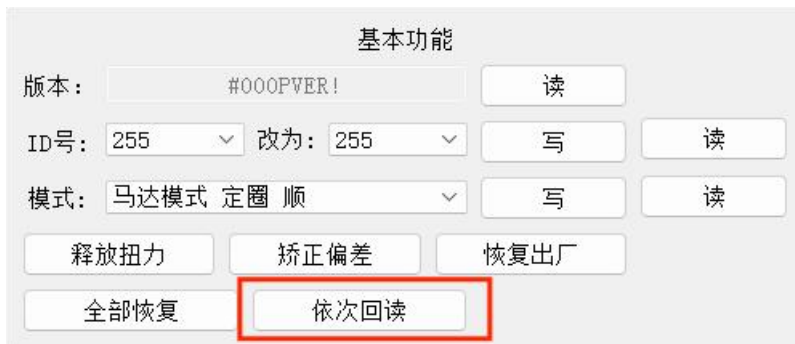 基本功能
版本: #000PVER! 读
ID号: 255 改为: 255 写 读
模式: 马达模式 定圈 顺 写 读
释放扭力 矫正偏差 恢复出厂
全部恢复 依次回读